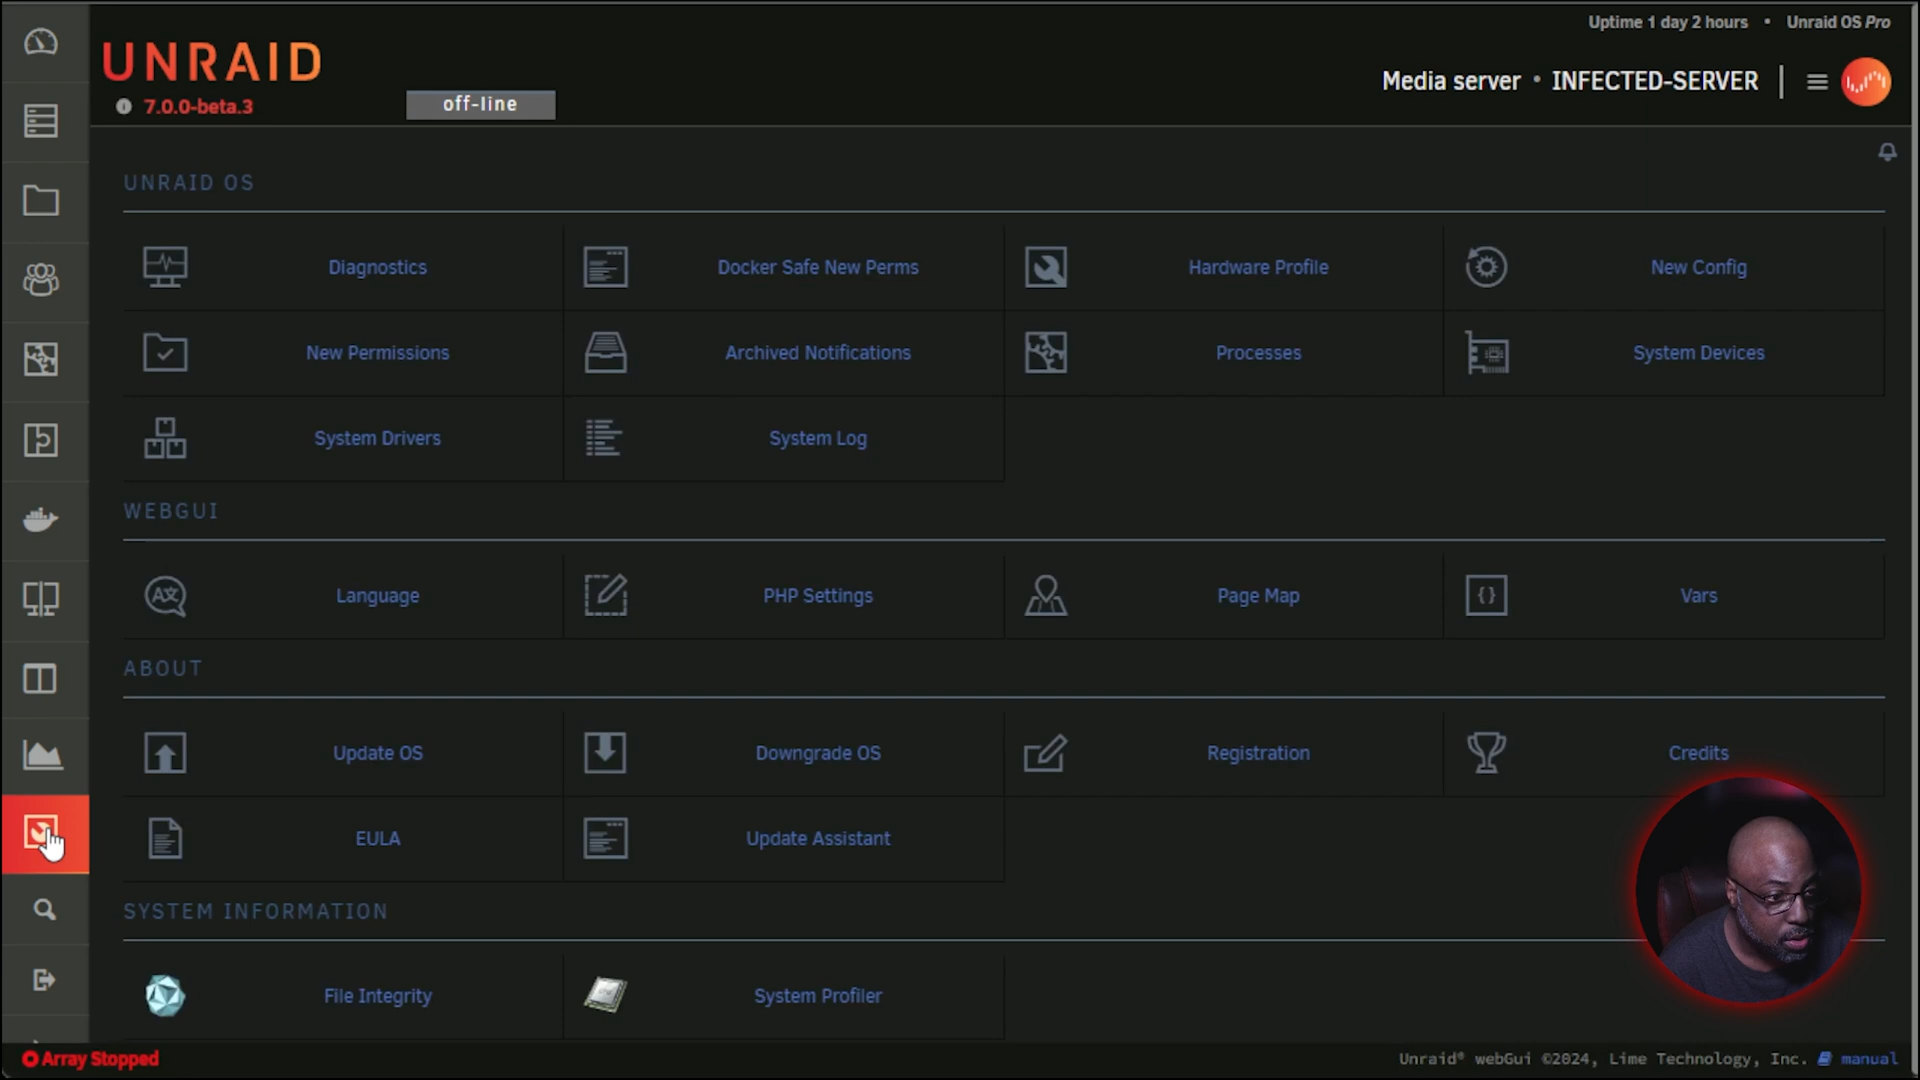 Uptime 1 day 2 hours • Unraid OS Pro
UNRAID
7.0.0-beta.3
off-line
Media server • INFECTED-SERVER
UNRAID OS
Diagnostics
Docker Safe New Perms
Hardware Profile
New Config
New Permissions
Archived Notifications
Processes
System Devices
System Drivers
System Log
WEBGUI
Language
PHP Settings
Page Map
Vars
ABOUT
Update OS
Downgrade OS
Registration
Credits
EULA
Update Assistant
SYSTEM INFORMATION
File Integrity
System Profiler
Array Stopped
Unraid® webGui ©2024, Lime Technology, Inc. manual